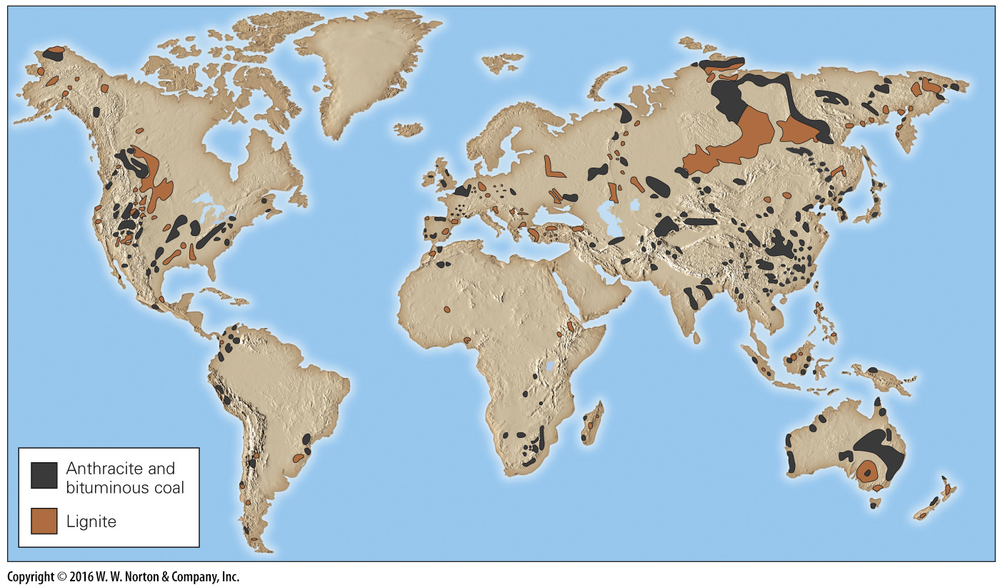 Anthracite and
bituminous coal
Lignite
Copyright © 2016 W. W. Norton & Company, Inc.